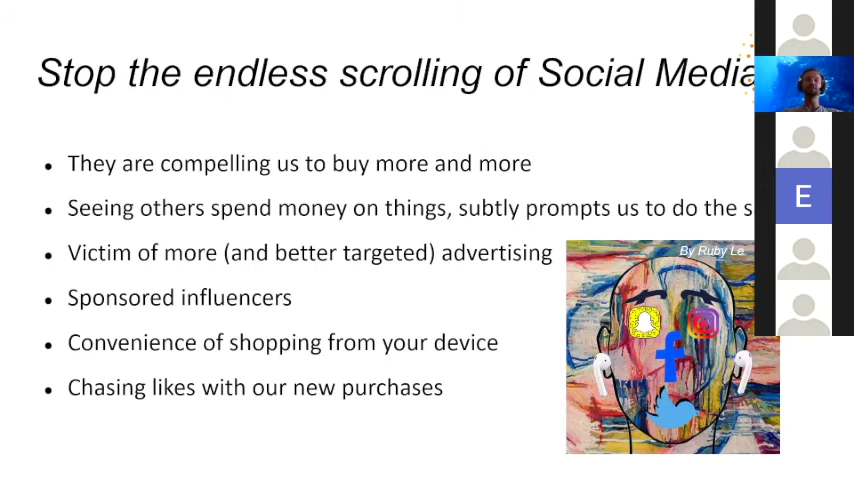 Stop the endless scrolling of Social Media
They are compelling us to buy more and more
Seeing others spend money on things, subtly prompts us to do the s
Victim of more (and better targeted) advertising
Sponsored influencers
Convenience of shopping from your device
Chasing likes with our new purchases
By Ruby Le
E